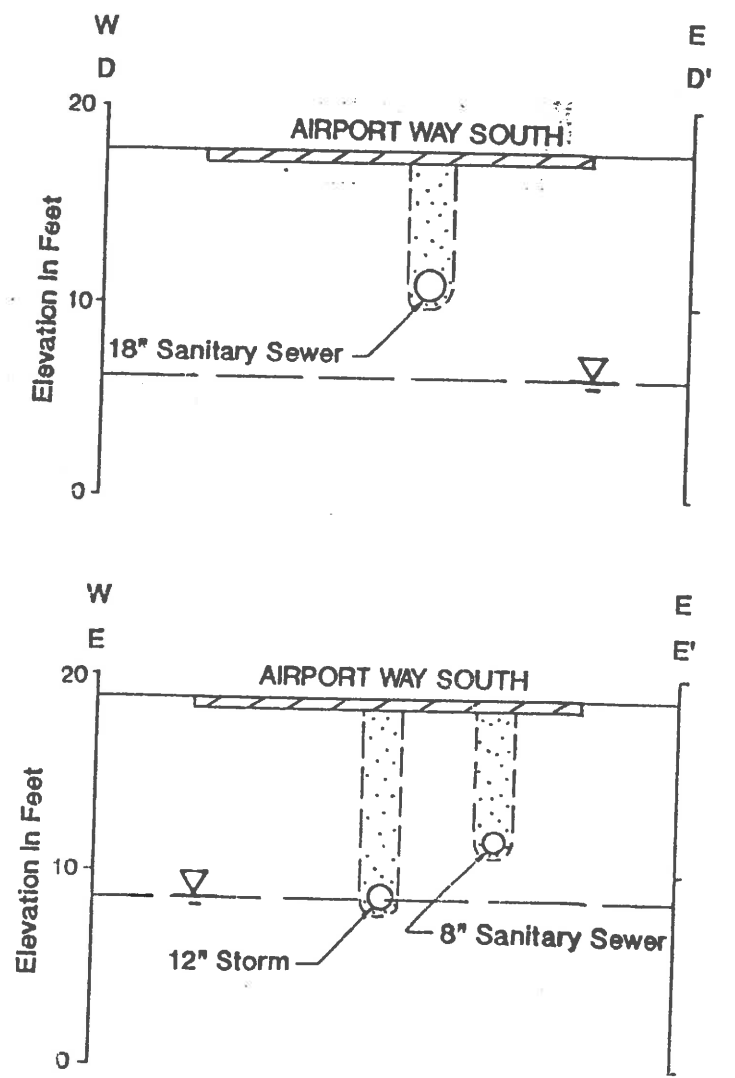 W
E
D
D'
20
AIRPORT WAY SOUTH
Elevation In Feet
10
18" Sanitary Sewer
0
W
E
E
E'
20
AIRPORT WAY SOUTH
Elevation In Feet
10
8" Sanitary Sewer
12" Storm
0